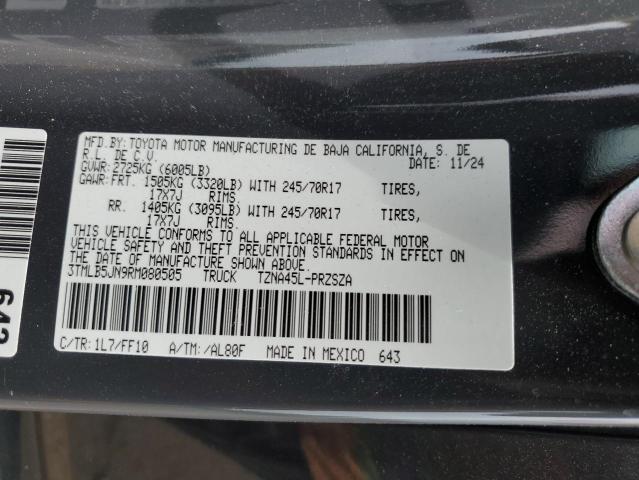 MFD.BY: TOYOTA MOTOR MANUFACTURING DE BAJA CALIFORNIA, S. DE
R.L. DE C.V. DATE: 11/24
GVWR: 2725KG (6005LB)
GAWR: FRT. 1505KG (3320LB) WITH 245/70R17 TIRES,
17X7J RIMS.
RR. 1405KG (3095LB) WITH 245/70R17 TIRES,
17X7J RIMS.
THIS VEHICLE CONFORMS TO ALL APPLICABLE FEDERAL MOTOR
VEHICLE SAFETY AND THEFT PREVENTION STANDARDS IN EFFECT ON
THE DATE OF MANUFACTURE SHOWN ABOVE.
3TMLB5JN9RM080505 TRUCK TZNA45L-PRZSZA
C/TR: 1L7/FF10 A/TM: /AL80F MADE IN MEXICO 643